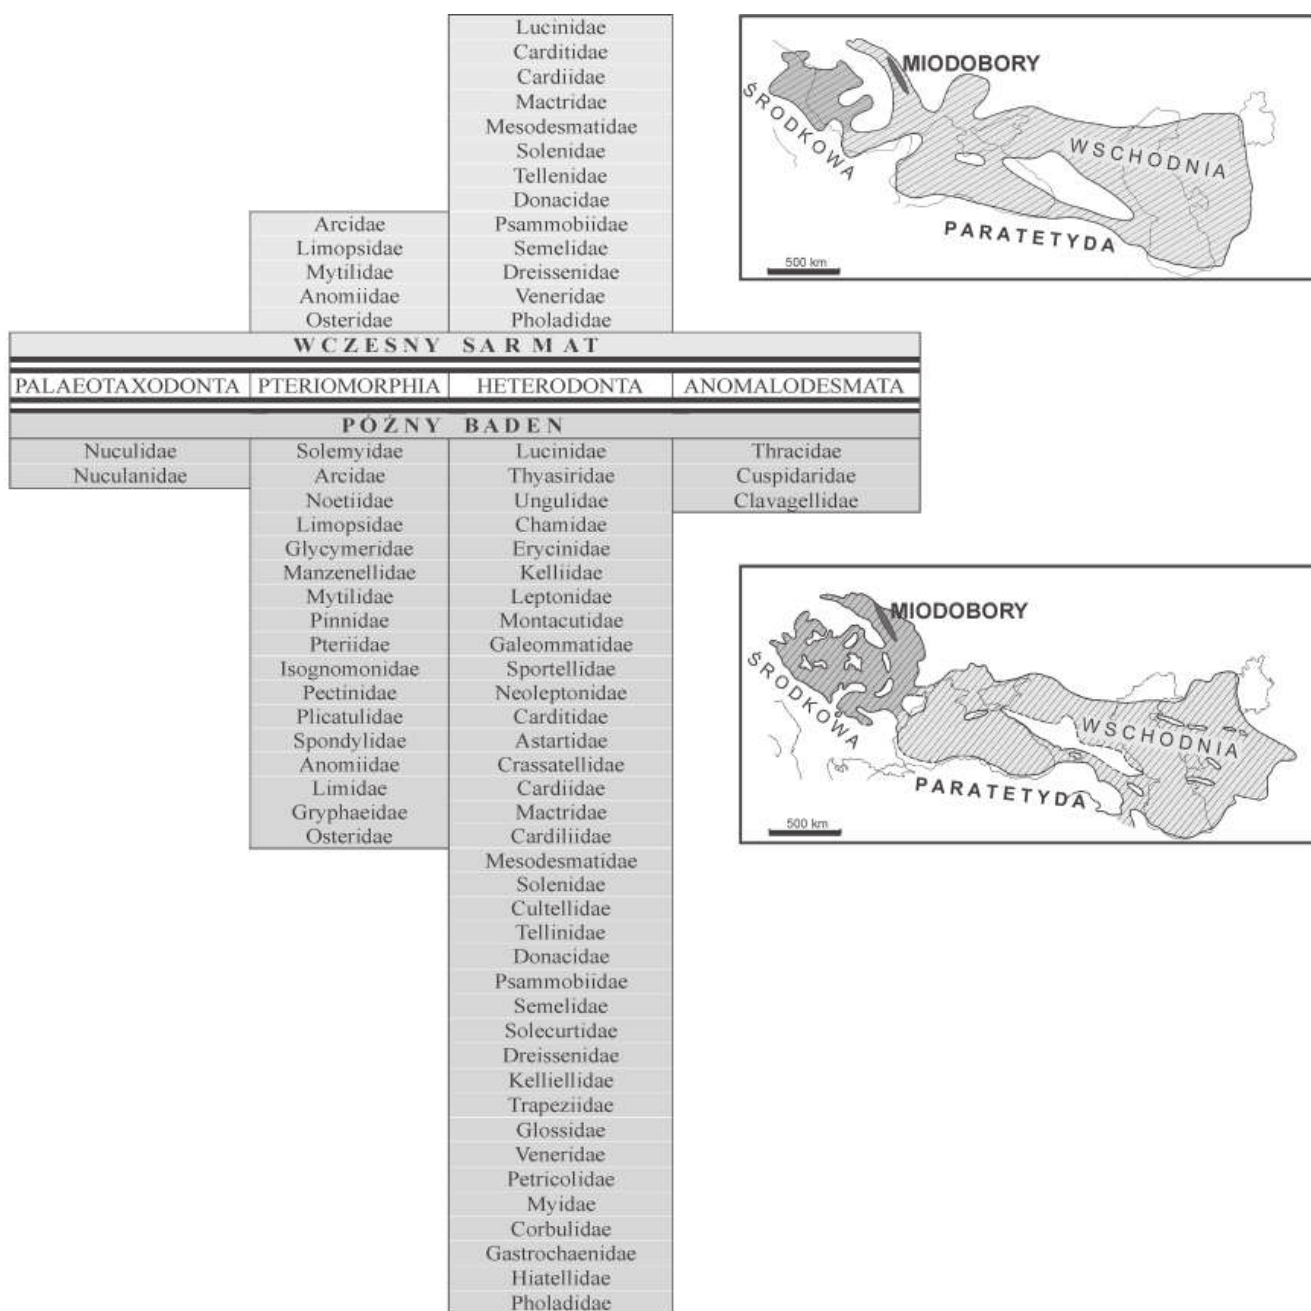 Lucinidae
Carditidae
Cardiidae
Mactridae
Mesodesmatidae
Solenidae
Tellenidae
Donacidae
Arcidae Psammobiidae
Limopsidae Semelidae
Mytilidae Dreissenidae
Anomiidae Veneridae
Osteridae Pholadidae
WCZESNY SARMAT
PALAEOTAXODONTA PTERIOMORPHIA HETERODONTA ANOMALODESMATA
PÓŹNY BADEN
Nuculidae Solemyidae Lucinidae Thracidae
Nuculanidae Arcidae Thyasiridae Cuspidaridae
Noetiidae Ungulidae Clavagellidae
Limopsidae Chamidae
Glycymeridae Erycinidae
Manzenellidae Kelliidae
Mytilidae Leptonidae
Pinnidae Montacutidae
Pteriidae Galeommatidae
Isognomonidae Sportellidae
Pectinidae Neoleptonidae
Plicatulidae Carditidae
Spondylidae Astartidae
Anomiidae Crassatellidae
Limidae Cardiidae
Gryphaeidae Mactridae
Osteridae Cardiliidae
Mesodesmatidae
Solenidae
Cultellidae
Tellinidae
Donacidae
Psammobiidae
Semelidae
Solecurtidae
Dreissenidae
Kelliellidae
Trapeziidae
Glossidae
Veneridae
Petricolidae
Myidae
Corbulidae
Gastrochaenidae
Hiatellidae
Pholadidae
MIODOBORY
ŚRODKOWA
WSCHODNIA
PARATETYDA
500 km
MIODOBORY
ŚRODKOWA
WSCHODNIA
PARATETYDA
500 km